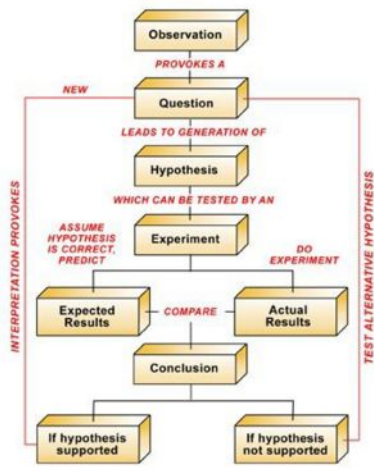 Observation
PROVOKES A
NEW
Question
LEADS TO GENERATION OF
Hypothesis
WHICH CAN BE TESTED BY AN
ASSUME
HYPOTHESIS
IS CORRECT,
PREDICT
Experiment
DO
EXPERIMENT
Expected
Results
COMPARE
Actual
Results
Conclusion
If hypothesis
supported
If hypothesis
not supported
INTERPRETATION PROVOKES
TEST ALTERNATIVE HYPOTHESIS